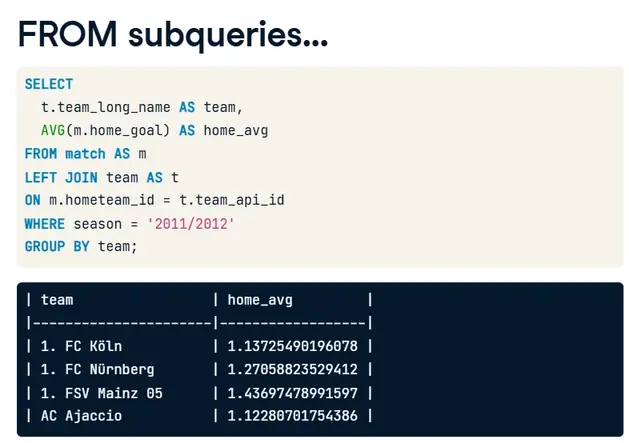 FROM subqueries...
SELECT
t.team_long_name AS team,
AVG(m.home_goal) AS home_avg
FROM match AS m
LEFT JOIN team AS t
ON m.hometeam_id = t.team_api_id
WHERE season = '2011/2012'
GROUP BY team;
| team | home_avg |
|----------------------|------------------|
| 1. FC Köln | 1.13725490196078 |
| 1. FC Nürnberg | 1.27058823529412 |
| 1. FSV Mainz 05 | 1.43697478991597 |
| AC Ajaccio | 1.12280701754386 |